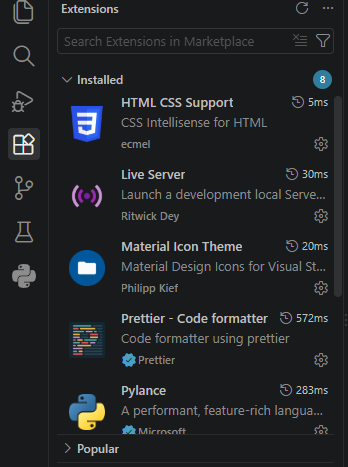 Extensions
Search Extensions in Marketplace
Installed
8
HTML CSS Support 5ms
CSS Intellisense for HTML
ecmel
Live Server 30ms
Launch a development local Serve...
Ritwick Dey
Material Icon Theme 20ms
Material Design Icons for Visual St...
Philipp Kief
Prettier - Code formatter 572ms
Code formatter using prettier
Prettier
Pylance 283ms
A performant, feature-rich langua...
Microsoft
Popular